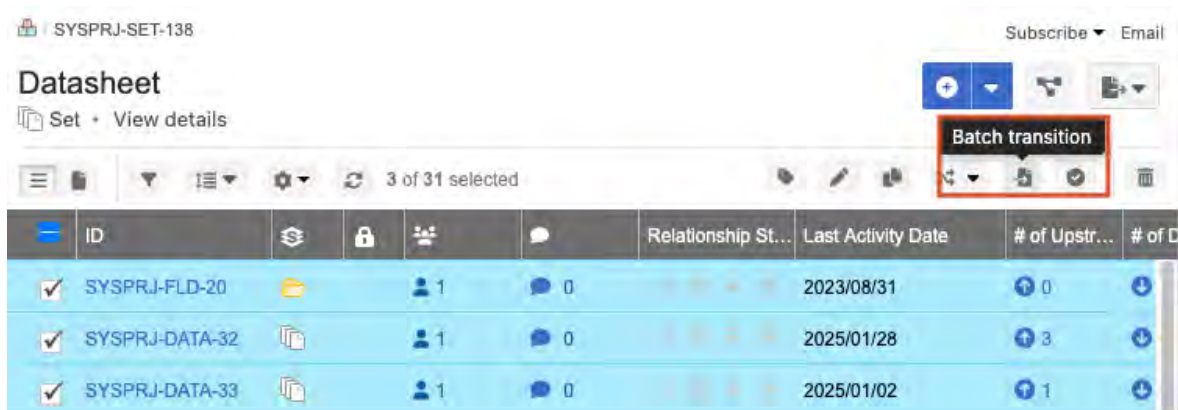 SYSPRJ-SET-138
Subscribe Email
Datasheet
Set • View details
Batch transition
3 of 31 selected
ID Relationship St... Last Activity Date # of Upstr... # of D
SYSPRJ-FLD-20 1 0 2023/08/31 0
SYSPRJ-DATA-32 1 0 2025/01/28 3
SYSPRJ-DATA-33 1 0 2025/01/02 1